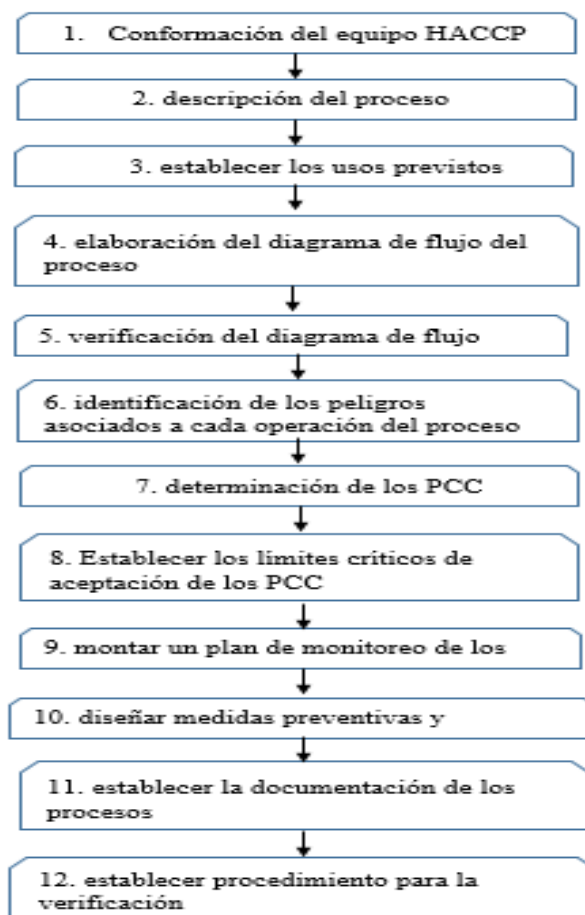 1. Conformación del equipo HACCP
2. descripción del proceso
3. establecer los usos previstos
4. elaboración del diagrama de flujo del
proceso
5. verificación del diagrama de flujo
6. identificación de los peligros
asociados a cada operación del proceso
7. determinación de los PCC
8. Establecer los límites críticos de
aceptación de los PCC
9. montar un plan de monitoreo de los
10. diseñar medidas preventivas y
11. establecer la documentación de los
procesos
12. establecer procedimiento para la
verificación